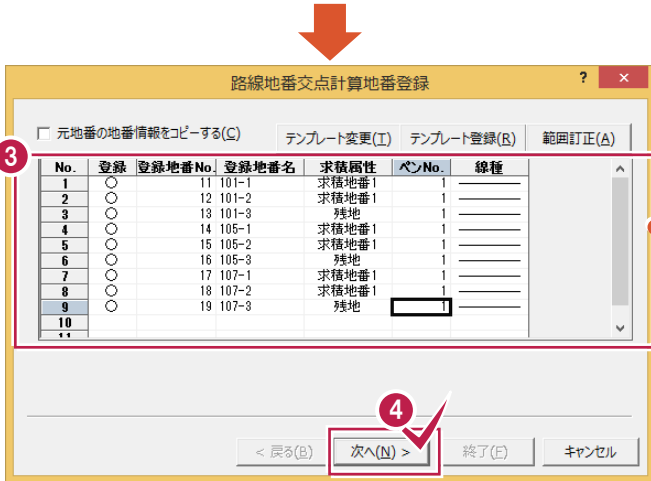 路線地番交点計算地番登録 ? ×
元地番の地番情報をコピーする(C) テンプレート変更(T) テンプレート登録(R) 範囲訂正(A)
3
No. 登録 登録地番No. 登録地番名 求積属性 ペンNo. 線種
1 ○ 11 101-1 求積地番1 1
2 ○ 12 101-2 求積地番1 1
3 ○ 13 101-3 残地 1
4 ○ 14 105-1 求積地番1 1
5 ○ 15 105-2 求積地番1 1
6 ○ 16 105-3 残地 1
7 ○ 17 107-1 求積地番1 1
8 ○ 18 107-2 求積地番1 1
9 ○ 19 107-3 残地 1
10
11
4
< 戻る(B) 次へ(N) > 終了(F) キャンセル